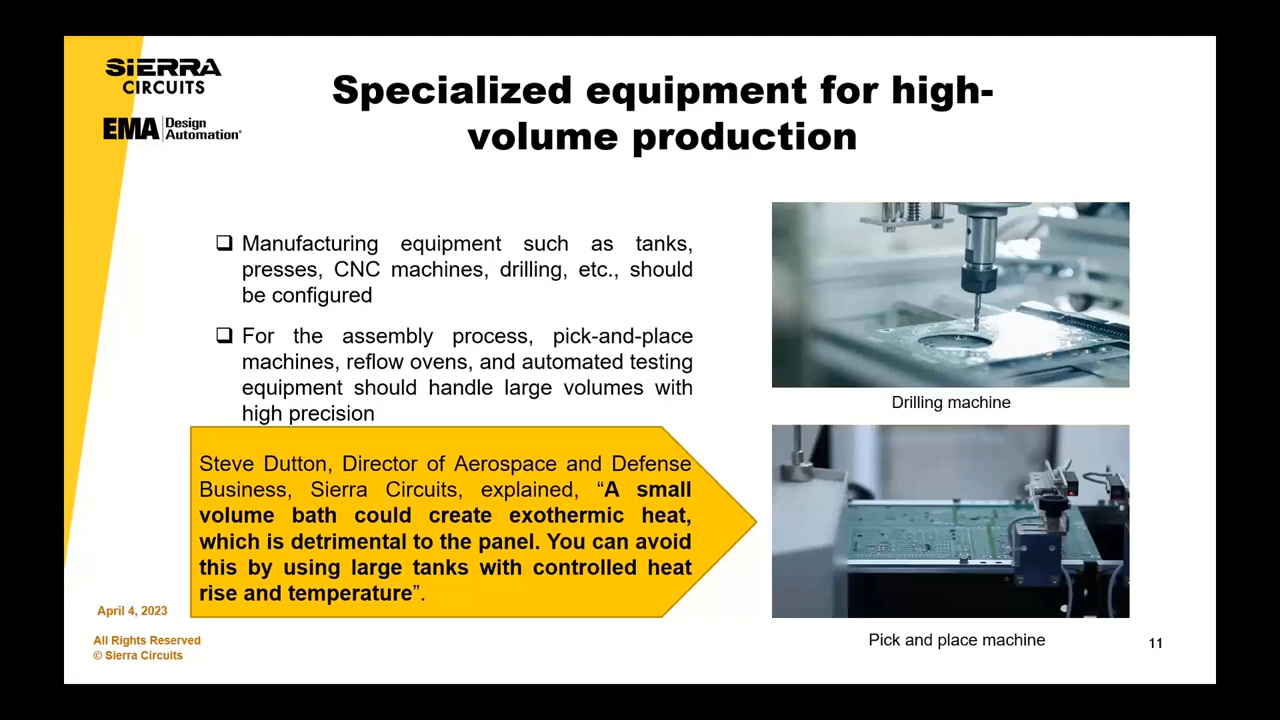 SiERRA
CIRCUITS
EMA Design
Automation®
Specialized equipment for high-
volume production
❑ Manufacturing equipment such as tanks,
presses, CNC machines, drilling, etc., should
be configured
❑ For the assembly process, pick-and-place
machines, reflow ovens, and automated testing
equipment should handle large volumes with
high precision
Steve Dutton, Director of Aerospace and Defense
Business, Sierra Circuits, explained, “A small
volume bath could create exothermic heat,
which is detrimental to the panel. You can avoid
this by using large tanks with controlled heat
rise and temperature”.
Drilling machine
Pick and place machine
April 4, 2023
All Rights Reserved
© Sierra Circuits
11